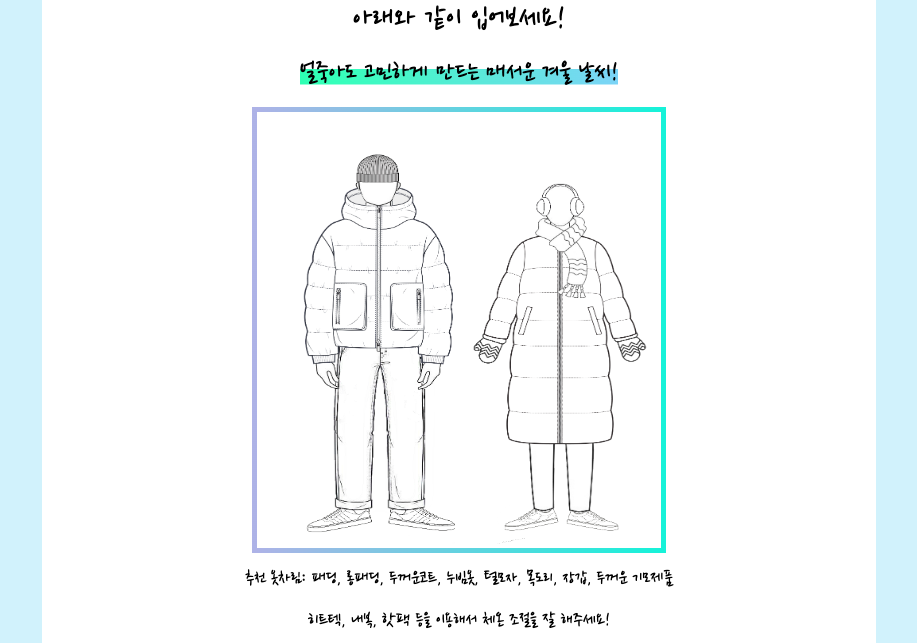 아래와 같이 입어보세요!
얼죽아도 고민하게 만드는 매서운 겨울 날씨!
추천 옷차림: 패딩, 롱패딩, 두꺼운코트, 누빔옷, 털모자, 목도리, 장갑, 두꺼운 기모제품
히트텍, 내복, 핫팩 등을 이용해서 체온 조절을 잘 해주세요!